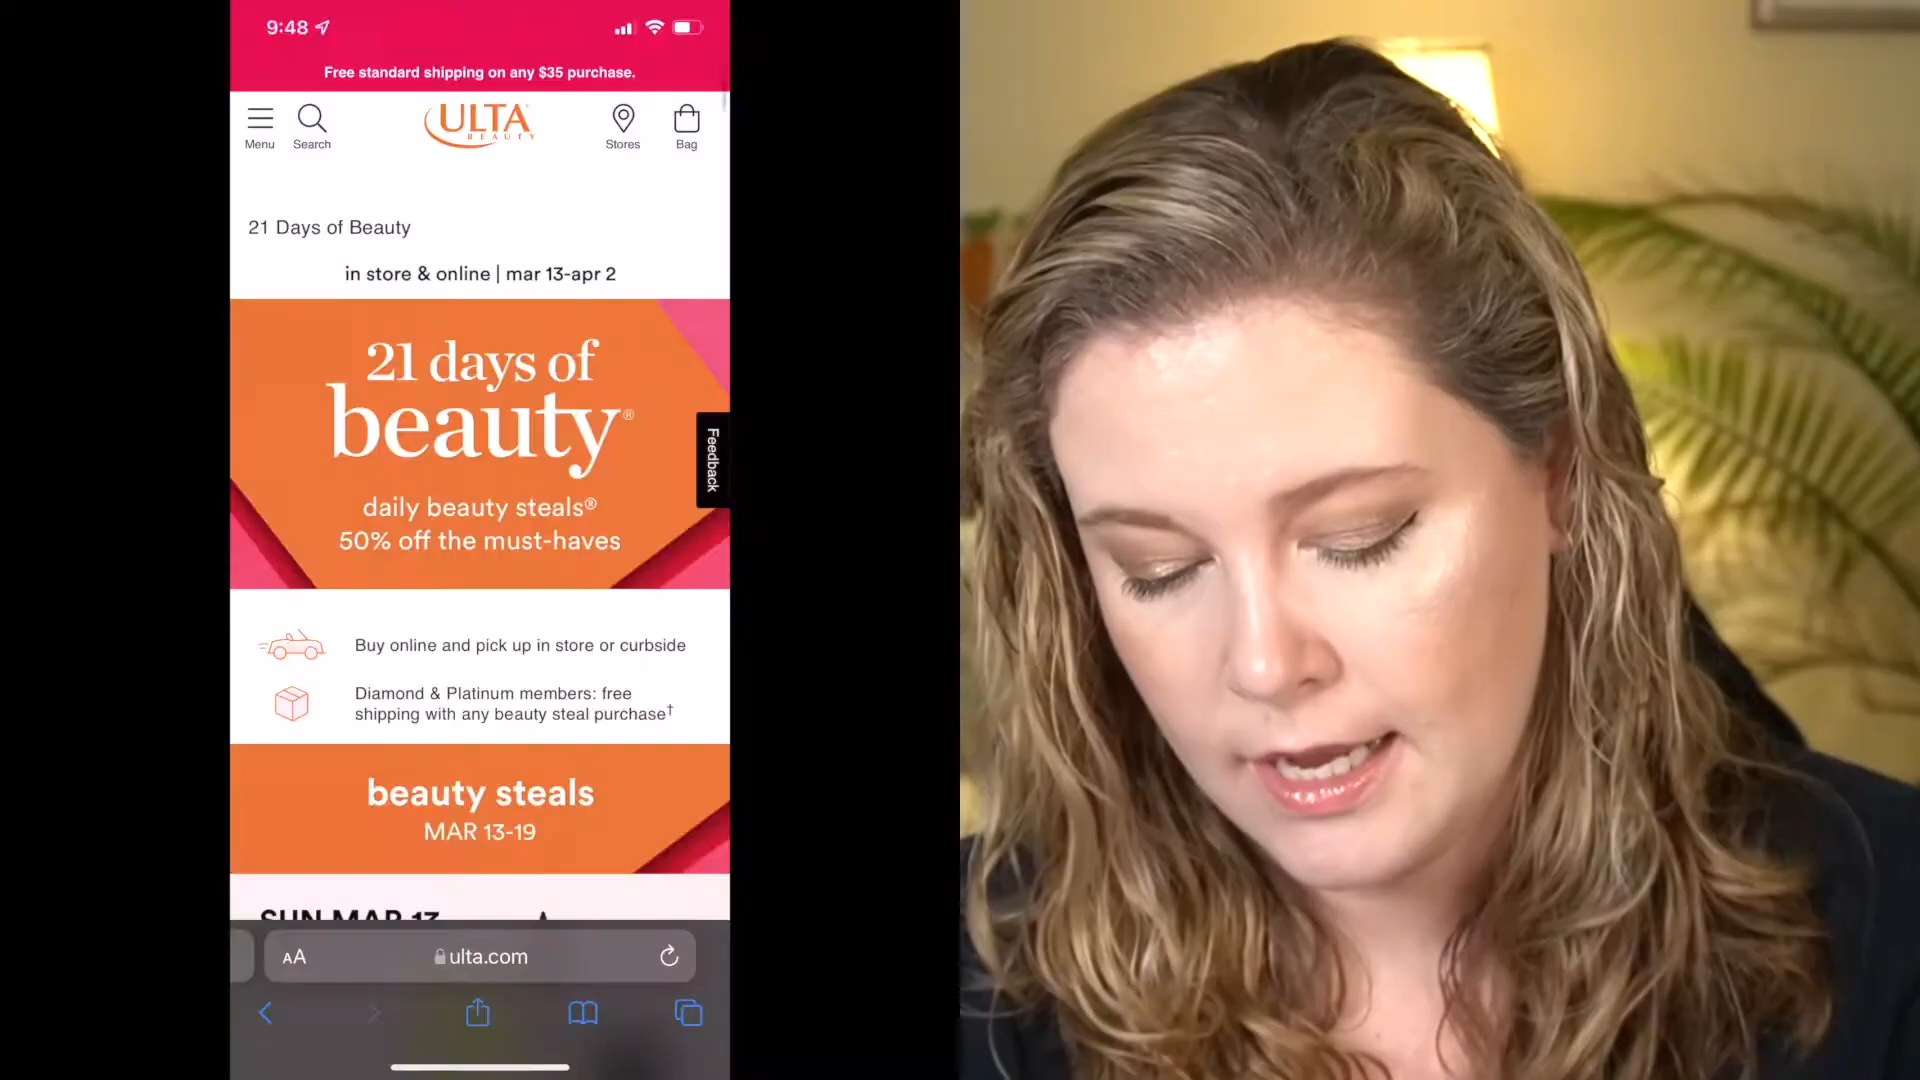 9:48
Free standard shipping on any $35 purchase.
Menu
Search
ULTA
BEAUTY
Stores
Bag
21 Days of Beauty
in store & online | mar 13-apr 2
21 days of
beauty®
Feedback
daily beauty steals®
50% off the must-haves
Buy online and pick up in store or curbside
Diamond & Platinum members: free
shipping with any beauty steal purchase†
beauty steals
MAR 13-19
SUN MAR 13
AA
ulta.com